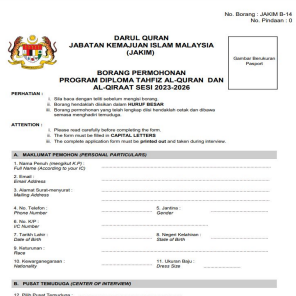 No. Borang : JAKIM B-14
No. Pindaan : 0
DARUL QURAN
JABATAN KEMAJUAN ISLAM MALAYSIA
(JAKIM)
Gambar Berukuran
Pasport
BORANG PERMOHONAN
PROGRAM DIPLOMA TAHFIZ AL-QURAN DAN
AL-QIRAAT SESI 2023-2026
PERHATIAN :
i. Sila baca dengan teliti sebelum mengisi borang.
ii. Borang hendaklah diisikan dalam HURUF BESAR
iii. Borang permohonan yang telah lengkap diisi hendaklah cetak dan dibawa
semasa menghadiri temuduga.
ATTENTION :
i. Please read carefully before completing the form.
ii. The form must be filled in CAPITAL LETTERS
iii. The complete application form must be printed out and taken during interview.
A. MAKLUMAT PEMOHON (PERSONAL PARTICULARS)
1. Nama Penuh (mengikut K.P) :
Full Name (According to your IC)
2. Email :
Email Address
3. Alamat Surat-menyurat :
Mailing Address
4. No. Telefon :
Phone Number
5. Jantina :
Gender
6. No. K/P :
I/C Number
7. Tarikh Lahir :
Date of Birth
8. Negeri Kelahiran :
State of Birth
9. Keturunan :
Race
10. Kewarganegaraan :
Nationality
11. Ukuran Baju :
Dress Size
B. PUSAT TEMUDUGA (CENTER OF INTERVIEW)
12. Pilih Pusat Temuduga :